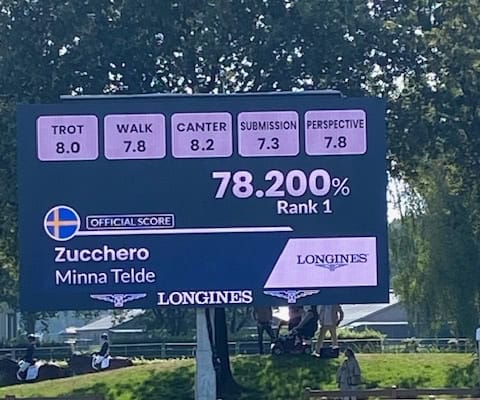 TROT
8.0
WALK
7.8
CANTER
8.2
SUBMISSION
7.3
PERSPECTIVE
7.8
78.200%
Rank 1
OFFICIAL SCORE
Zucchero
Minna Telde
LONGINES
LONGINES